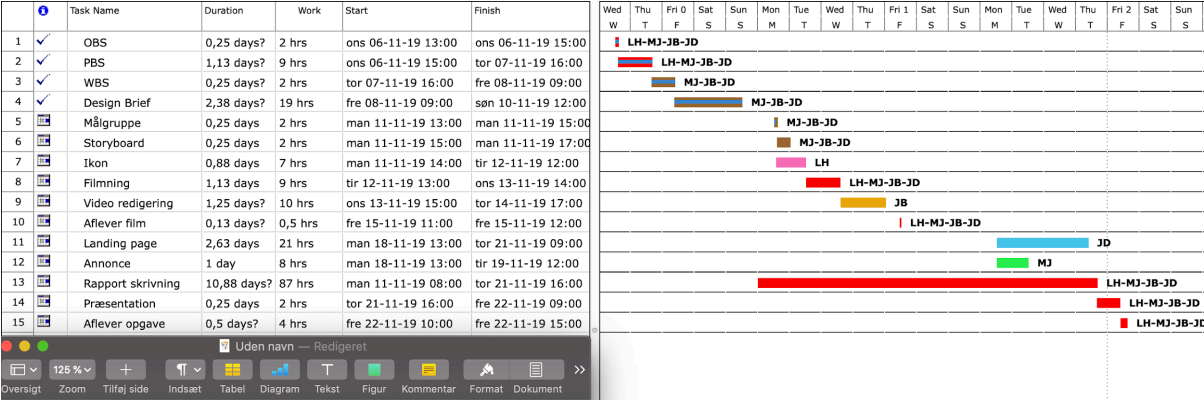 Task Name Duration Work Start Finish Wed Thu Fri 0 Sat Sun Mon Tue Wed Thu Fri 1 Sat Sun Mon Tue Wed Thu Fri 2 Sat Sun
W T F S S M T W T F S S M T W T F S S
1 OBS 0,25 days? 2 hrs ons 06-11-19 13:00 ons 06-11-19 15:00 LH-MJ-JB-JD
2 PBS 1,13 days? 9 hrs ons 06-11-19 15:00 tor 07-11-19 16:00 LH-MJ-JB-JD
3 WBS 0,25 days? 2 hrs tor 07-11-19 16:00 fre 08-11-19 09:00 MJ-JB-JD
4 Design Brief 2,38 days? 19 hrs fre 08-11-19 09:00 søn 10-11-19 12:00 MJ-JB-JD
5 Målgruppe 0,25 days 2 hrs man 11-11-19 13:00 man 11-11-19 15:00 MJ-JB-JD
6 Storyboard 0,25 days 2 hrs man 11-11-19 15:00 man 11-11-19 17:00 MJ-JB-JD
7 Ikon 0,88 days 7 hrs man 11-11-19 14:00 tir 12-11-19 12:00 LH
8 Filmning 1,13 days 9 hrs tir 12-11-19 13:00 ons 13-11-19 14:00 LH-MJ-JB-JD
9 Video redigering 1,25 days? 10 hrs ons 13-11-19 15:00 tor 14-11-19 17:00 JB
10 Aflever film 0,13 days? 0,5 hrs fre 15-11-19 11:00 fre 15-11-19 12:00 LH-MJ-JB-JD
11 Landing page 2,63 days 21 hrs man 18-11-19 13:00 tor 21-11-19 09:00 JD
12 Annonce 1 day 8 hrs man 18-11-19 13:00 tir 19-11-19 12:00 MJ
13 Rapport skrivning 10,88 days? 87 hrs man 11-11-19 08:00 tor 21-11-19 16:00 LH-MJ-JB-JD
14 Præsentation 0,25 days 2 hrs tor 21-11-19 16:00 fre 22-11-19 09:00 LH-MJ-JB-JD
15 Aflever opgave 0,5 days? 4 hrs fre 22-11-19 10:00 fre 22-11-19 15:00 LH-MJ-JB-JD
Uden navn — Redigeret
125 %
Oversigt Zoom Tilføj side Indsæt Tabel Diagram Tekst Figur Kommentar Format Dokument